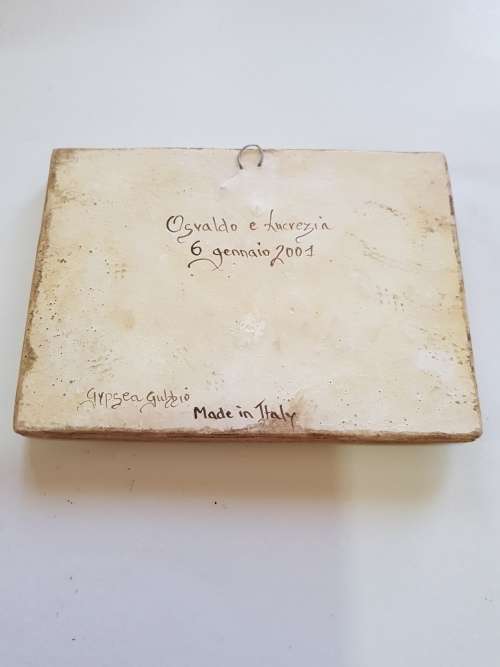 Osvaldo e Lucrezia
6 gennaio 2001
Gypsea Gubbio
Made in Italy